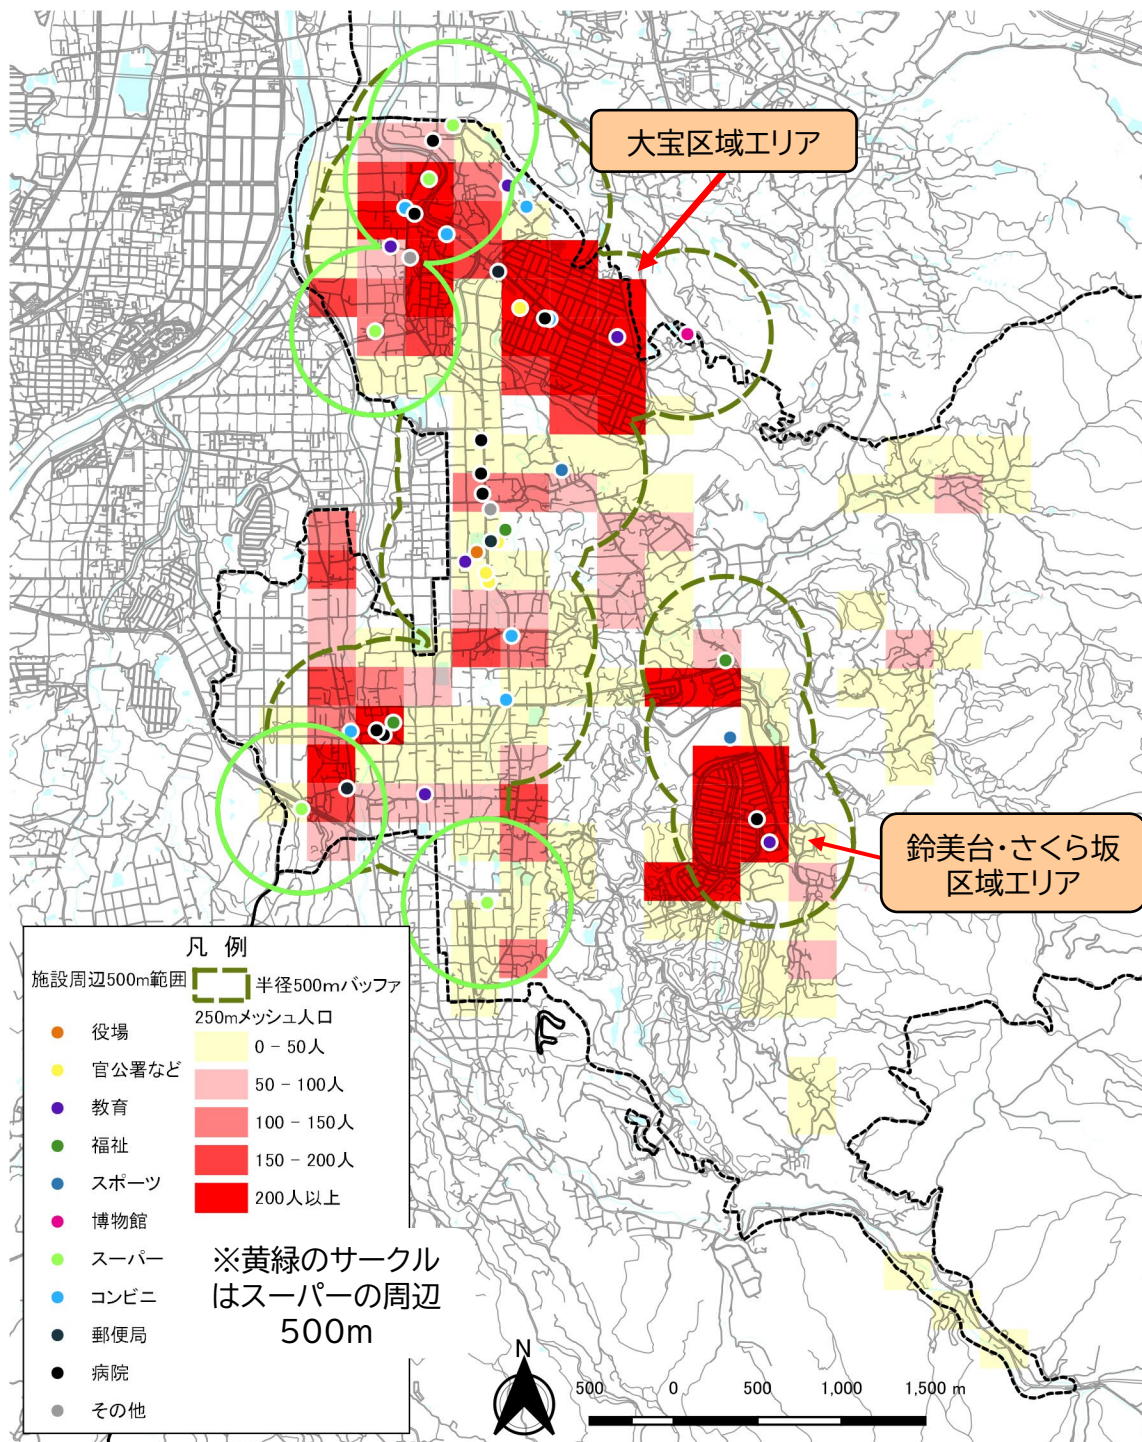 大宝区域エリア
鈴美台・さくら坂
区域エリア
凡 例
施設周辺500m範囲
半径500mバッファ
250mメッシュ人口
役場
官公署など
教育
福祉
スポーツ
博物館
スーパー
コンビニ
郵便局
病院
その他
0 - 50人
50 - 100人
100 - 150人
150 - 200人
200人以上
※黄緑のサークル
はスーパーの周辺
500m
N
500 0 500 1,000 1,500 m